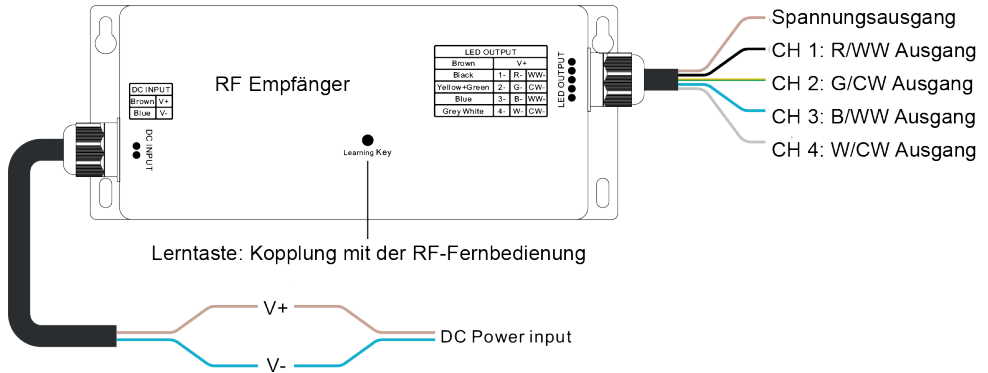 Spannungsausgang
CH 1: R/WW Ausgang
CH 2: G/CW Ausgang
CH 3: B/WW Ausgang
CH 4: W/CW Ausgang
RF Empfänger
LED OUTPUT
Brown V+
Black 1- R- WW-
Yellow+Green 2- G- CW-
Blue 3- B- WW-
Grey White 4- W- CW-
LED OUTPUT
DC INPUT
Brown V+
Blue V-
DC INPUT
Learning Key
Lerntaste: Kopplung mit der RF-Fernbedienung
V+
DC Power input
V-